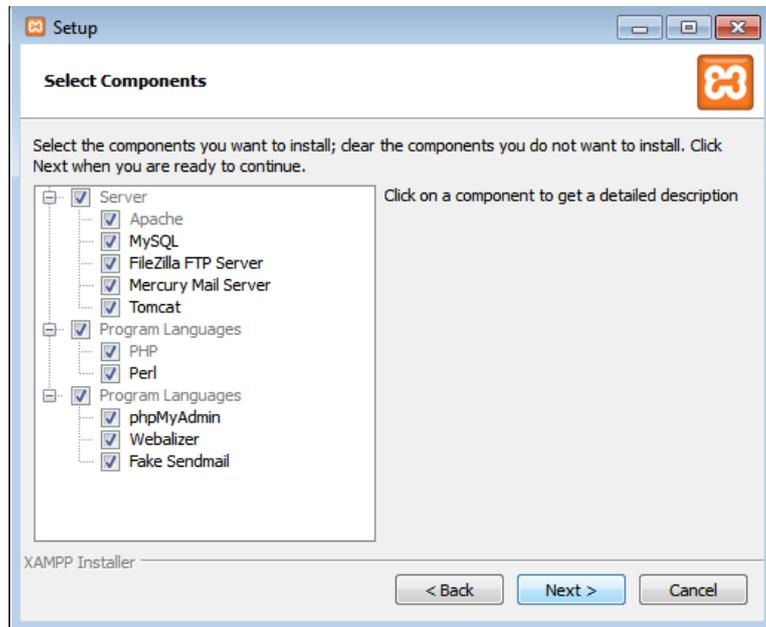 Setup
Select Components
Select the components you want to install; clear the components you do not want to install. Click
Next when you are ready to continue.
Server
Apache
MySQL
FileZilla FTP Server
Mercury Mail Server
Tomcat
Program Languages
PHP
Perl
Program Languages
phpMyAdmin
Webalizer
Fake Sendmail
Click on a component to get a detailed description
XAMPP Installer
< Back
Next >
Cancel